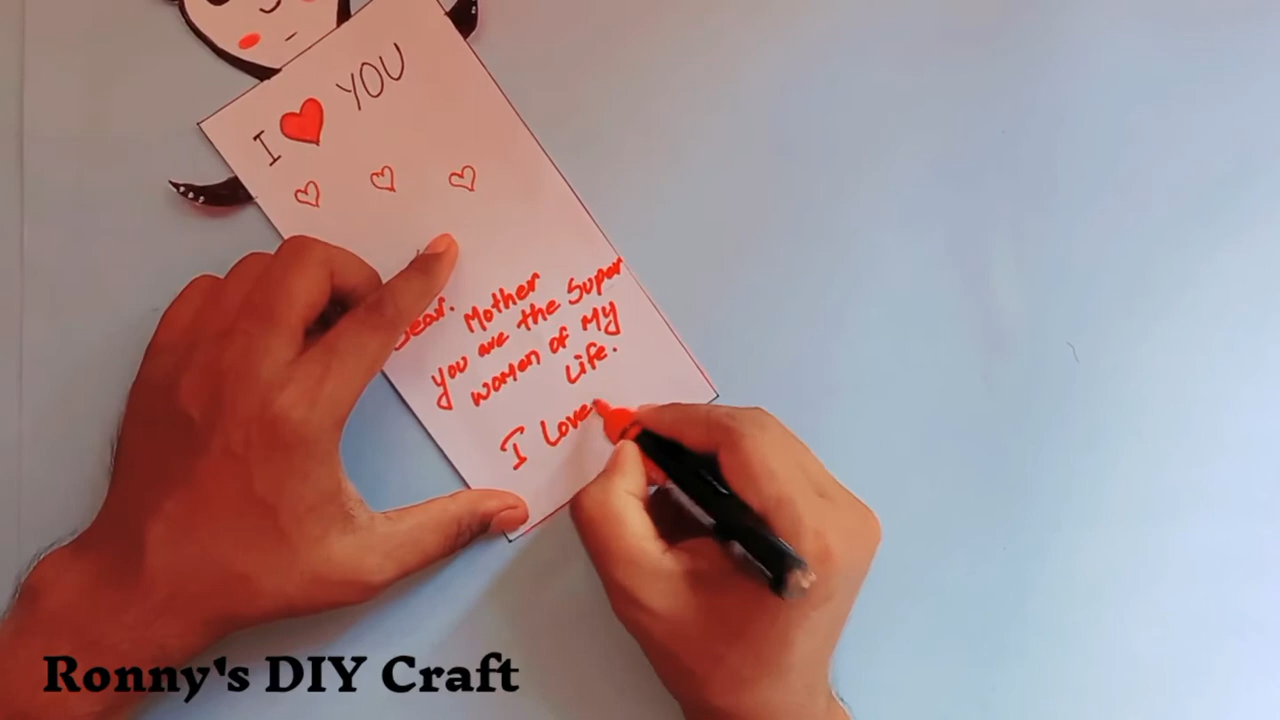 I ❤ YOU
Dear.
Mother
you are the Super
women of My
Life.
I Love
Ronny's DIY Craft